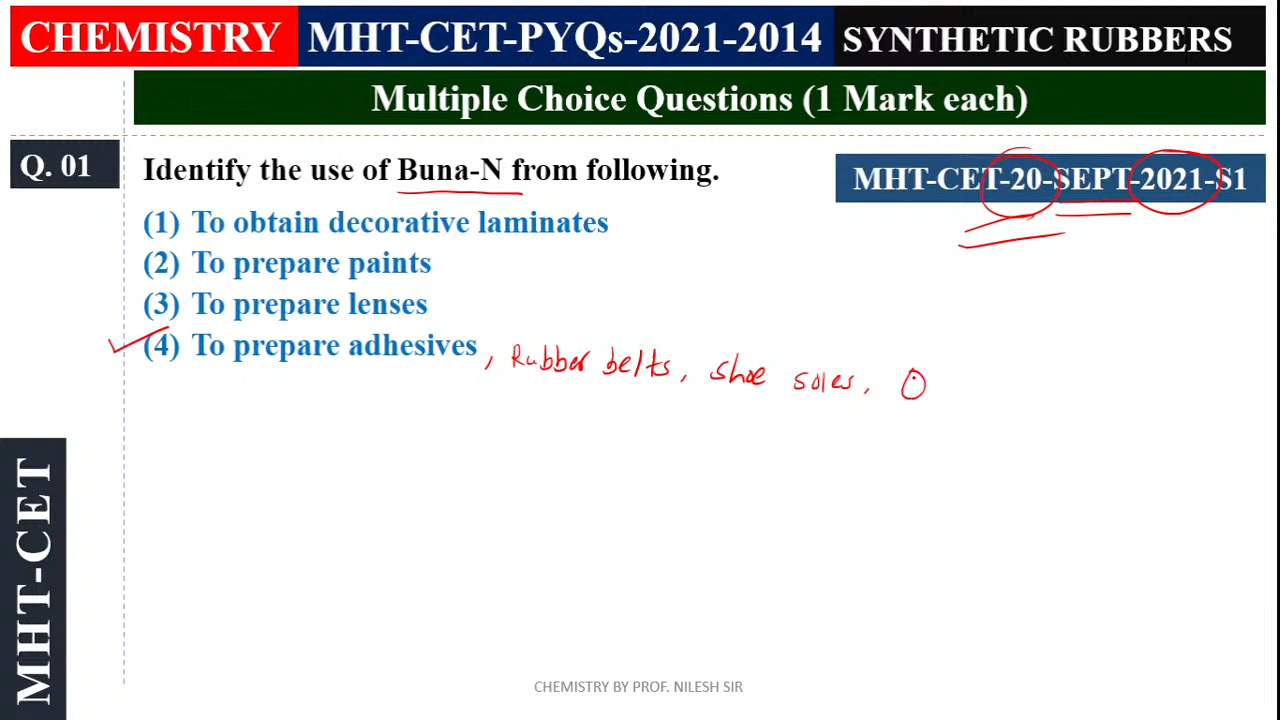 CHEMISTRY MHT-CET-PYQs-2021-2014 SYNTHETIC RUBBERS
Multiple Choice Questions (1 Mark each)
Q. 01 Identify the use of Buna-N from following. MHT-CET-20-SEPT-2021-S1
(1) To obtain decorative laminates
(2) To prepare paints
(3) To prepare lenses
(4) To prepare adhesives , Rubber belts, shoe soles, O
MHT-CET
CHEMISTRY BY PROF. NILESH SIR